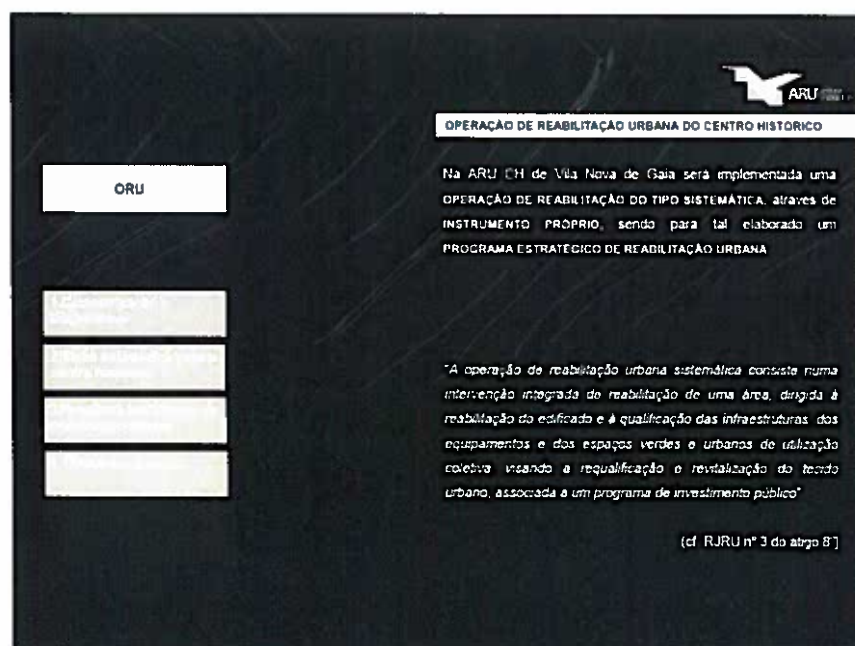 ARU
OPERAÇÃO DE REABILITAÇÃO URBANA DO CENTRO HISTORICO
ORU
Na ARU CH de Vila Nova de Gaia será implementada uma
OPERAÇÃO DE REABILITAÇÃO DO TIPO SISTEMÁTICA, através de
INSTRUMENTO PRÓPRIO, sendo para tal elaborado um
PROGRAMA ESTRATÉGICO DE REABILITAÇÃO URBANA
"A operação de reabilitação urbana sistemática consiste numa
intervenção integrada de reabilitação de uma área, dirigida à
reabilitação do edificado e à qualificação das infraestruturas, dos
equipamentos e dos espaços verdes e urbanos de utilização
coletiva, visando a requalificação e revitalização do tecido
urbano, associada a um programa de investimento público"
(cf. RJRU nº 3 do atrgo 8º)